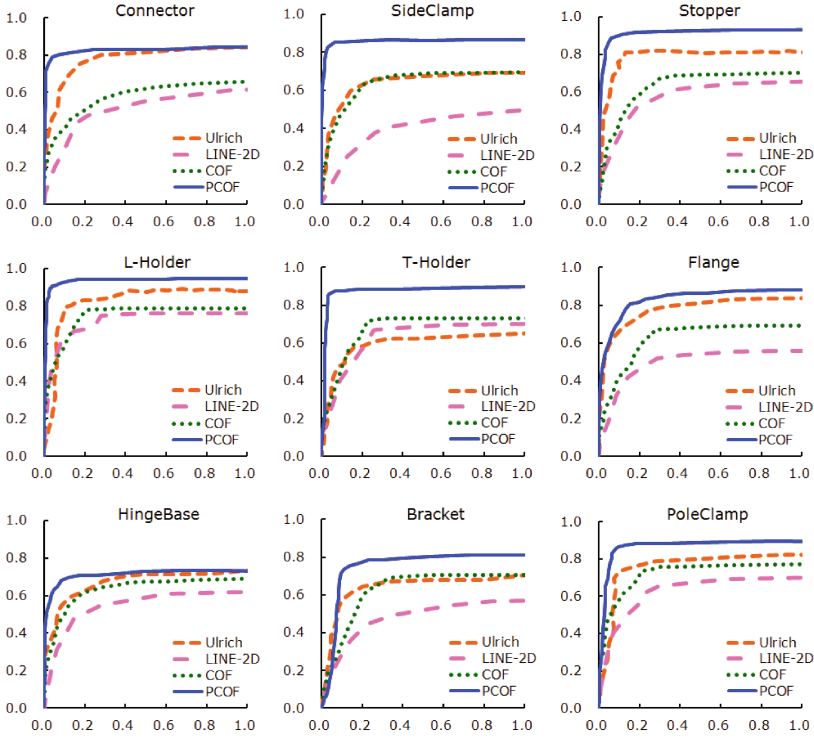 Connector SideClamp Stopper
1.0 1.0 1.0
0.8 0.8 0.8
0.6 0.6 0.6
0.4 0.4 0.4
Ulrich Ulrich Ulrich
LINE-2D LINE-2D LINE-2D
0.2 0.2 0.2
COF COF COF
PCOF PCOF PCOF
0.0 0.0 0.0
0.0 0.2 0.4 0.6 0.8 1.0 0.0 0.2 0.4 0.6 0.8 1.0 0.0 0.2 0.4 0.6 0.8 1.0
L-Holder T-Holder Flange
1.0 1.0 1.0
0.8 0.8 0.8
0.6 0.6 0.6
0.4 0.4 0.4
Ulrich Ulrich Ulrich
LINE-2D LINE-2D LINE-2D
0.2 0.2 0.2
COF COF COF
PCOF PCOF PCOF
0.0 0.0 0.0
0.0 0.2 0.4 0.6 0.8 1.0 0.0 0.2 0.4 0.6 0.8 1.0 0.0 0.2 0.4 0.6 0.8 1.0
HingeBase Bracket PoleClamp
1.0 1.0 1.0
0.8 0.8 0.8
0.6 0.6 0.6
0.4 0.4 0.4
Ulrich Ulrich Ulrich
LINE-2D LINE-2D LINE-2D
0.2 0.2 0.2
COF COF COF
PCOF PCOF PCOF
0.0 0.0 0.0
0.0 0.2 0.4 0.6 0.8 1.0 0.0 0.2 0.4 0.6 0.8 1.0 0.0 0.2 0.4 0.6 0.8 1.0